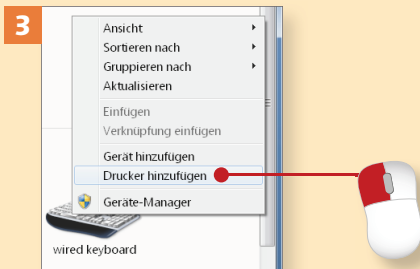 3
Ansicht
Sortieren nach
Gruppieren nach
Aktualisieren
Einfügen
Verknüpfung einfügen
Gerät hinzufügen
Drucker hinzufügen
Geräte-Manager
wired keyboard